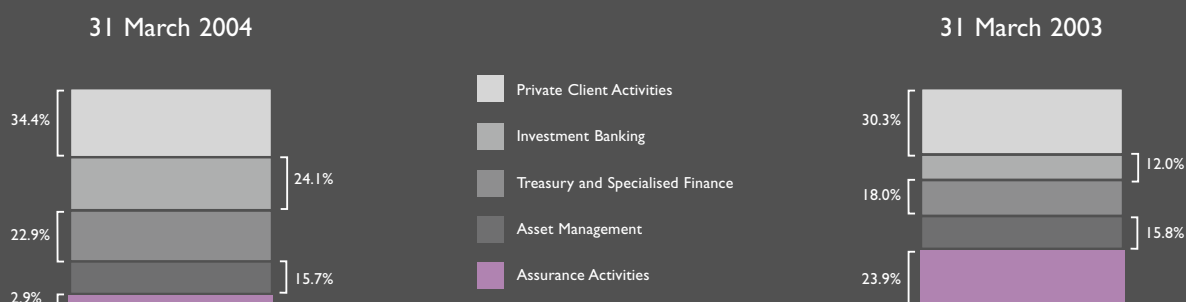 31 March 2004
31 March 2003
34.4%
24.1%
22.9%
15.7%
2.9%
Private Client Activities
Investment Banking
Treasury and Specialised Finance
Asset Management
Assurance Activities
30.3%
12.0%
18.0%
15.8%
23.9%